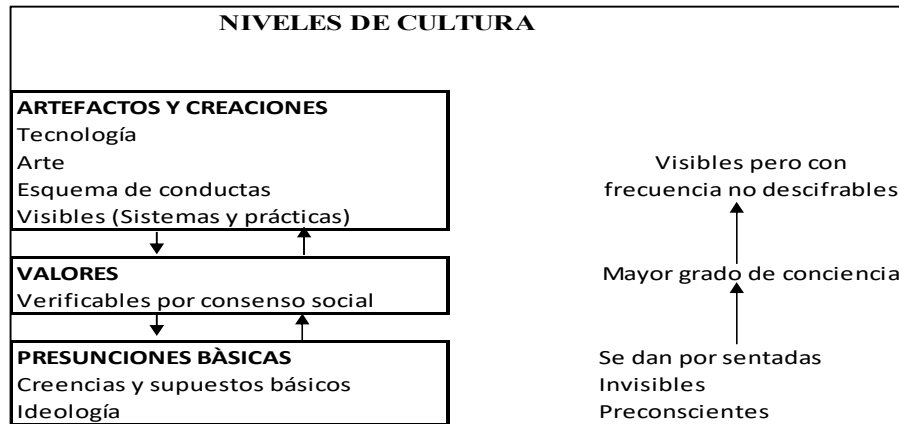 NIVELES DE CULTURA
ARTEFACTOS Y CREACIONES
Tecnología
Arte
Esquema de conductas
Visibles (Sistemas y prácticas)
Visibles pero con
frecuencia no descifrables
VALORES
Verificables por consenso social
Mayor grado de conciencia
PRESUNCIONES BÀSICAS
Creencias y supuestos básicos
Ideología
Se dan por sentadas
Invisibles
Preconscientes